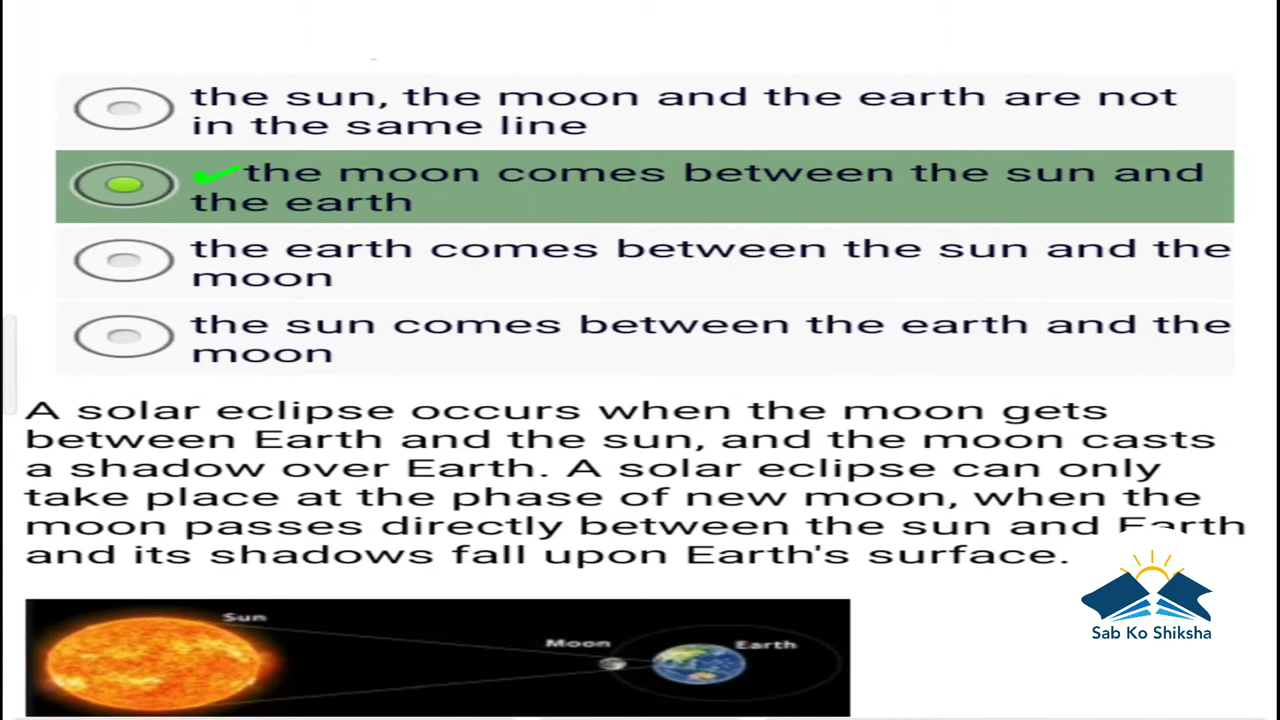 the sun, the moon and the earth are not
in the same line
✔the moon comes between the sun and
the earth
the earth comes between the sun and the
moon
the sun comes between the earth and the
moon
A solar eclipse occurs when the moon gets
between Earth and the sun, and the moon casts
a shadow over Earth. A solar eclipse can only
take place at the phase of new moon, when the
moon passes directly between the sun and Earth
and its shadows fall upon Earth's surface.
Sab Ko Shiksha
Sun
Moon
Earth